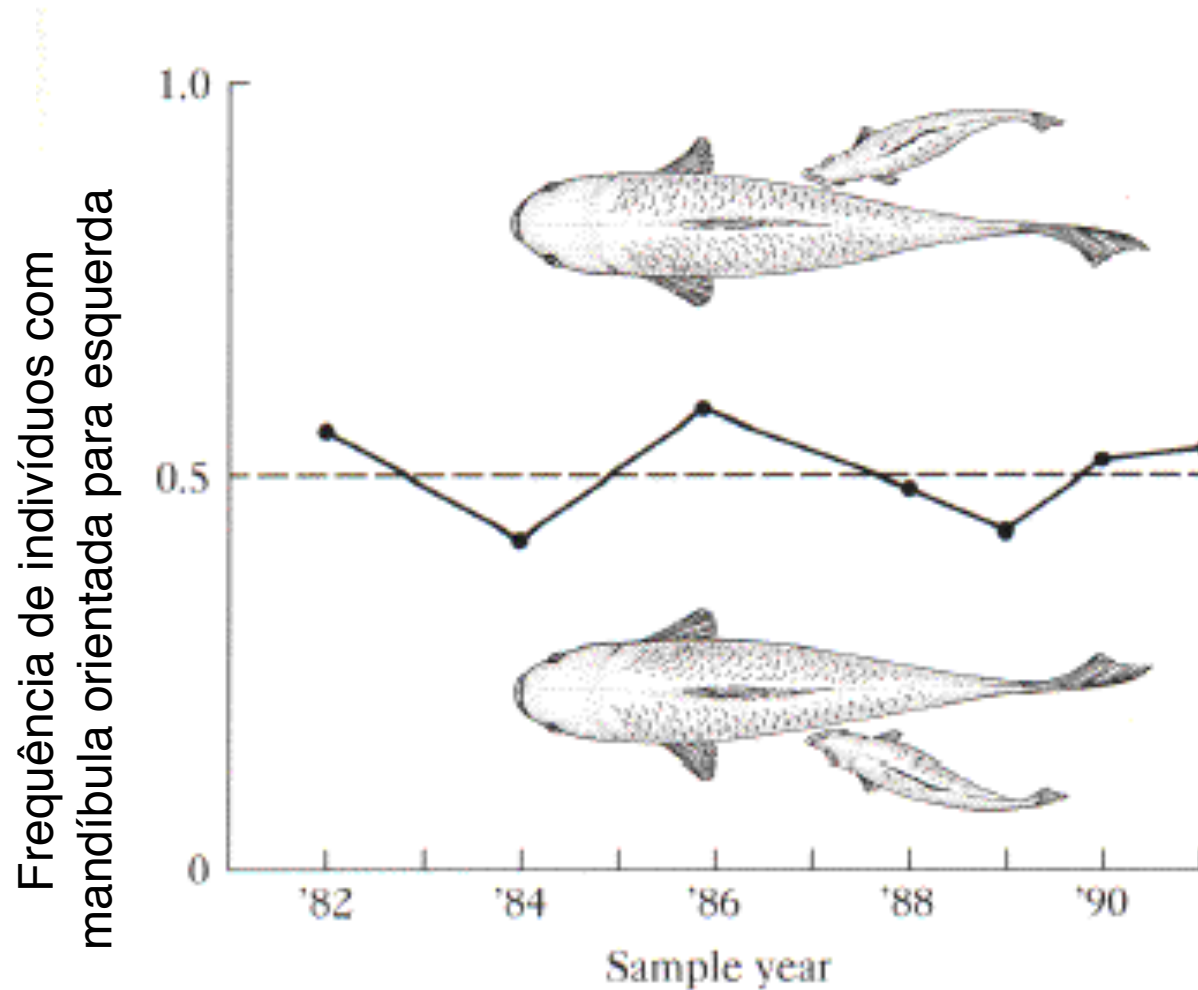 Frequência de indivíduos com
mandíbula orientada para esquerda
1.0
0.5
0
'82 '84 '86 '88 '90
Sample year